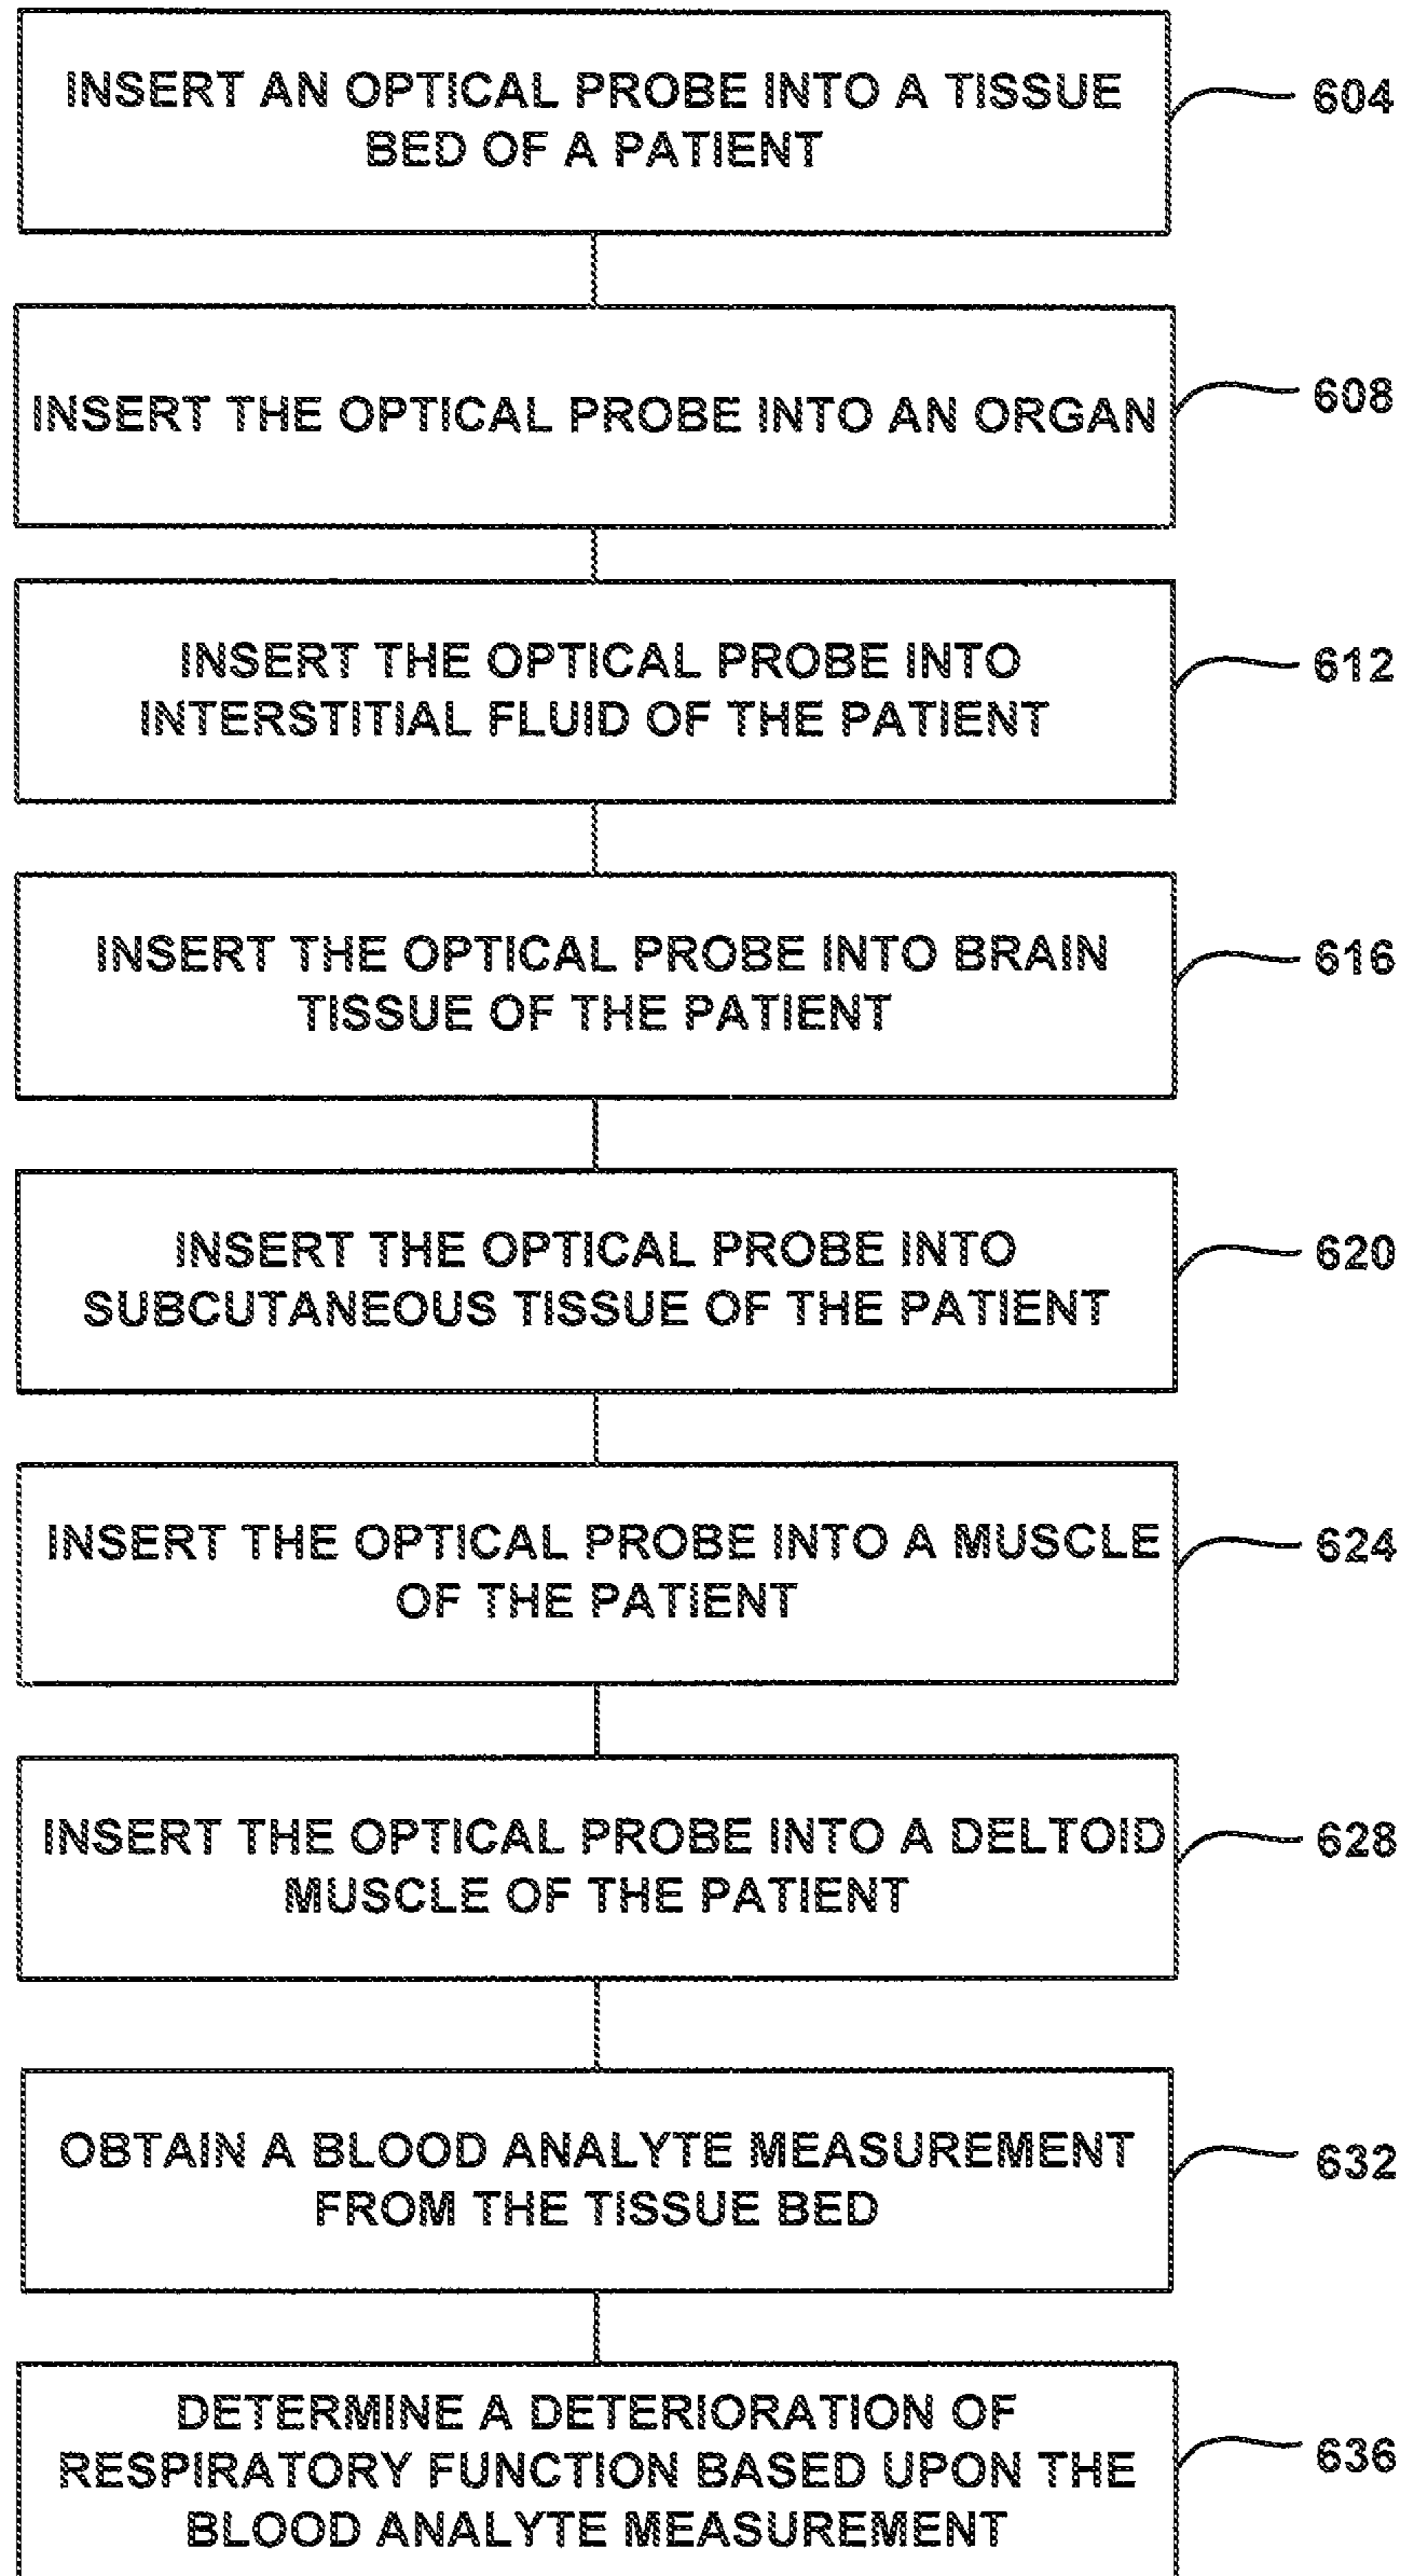 INSERT AN OPTICAL PROBE INTO A TISSUE
BED OF A PATIENT
604
INSERT THE OPTICAL PROBE INTO AN ORGAN
608
INSERT THE OPTICAL PROBE INTO
INTERSTITIAL FLUID OF THE PATIENT
612
INSERT THE OPTICAL PROBE INTO BRAIN
TISSUE OF THE PATIENT
616
INSERT THE OPTICAL PROBE INTO
SUBCUTANEOUS TISSUE OF THE PATIENT
620
INSERT THE OPTICAL PROBE INTO A MUSCLE
OF THE PATIENT
624
INSERT THE OPTICAL PROBE INTO A DELTOID
MUSCLE OF THE PATIENT
628
OBTAIN A BLOOD ANALYTE MEASUREMENT
FROM THE TISSUE BED
632
DETERMINE A DETERIORATION OF
RESPIRATORY FUNCTION BASED UPON THE
BLOOD ANALYTE MEASUREMENT
636